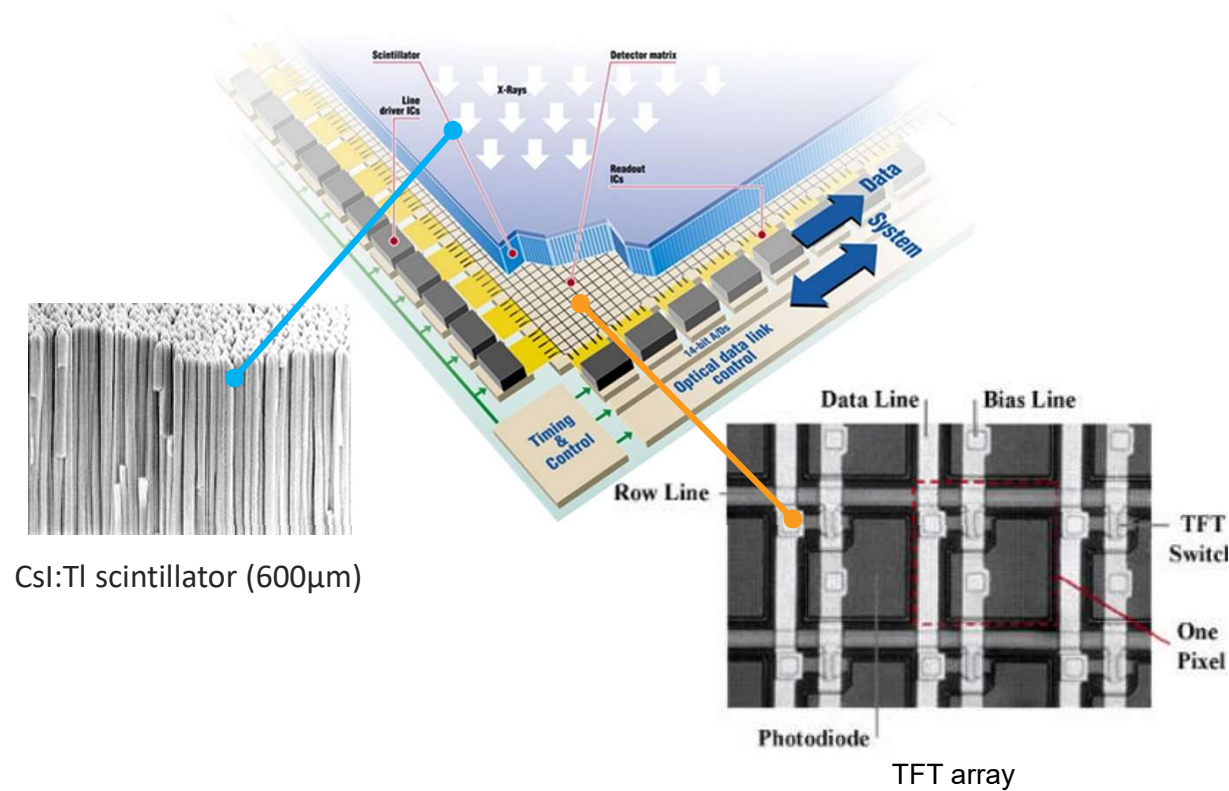 Scintillator
Detector matrix
X-Rays
Line
driver ICs
Readout
ICs
Data
System
14-bit A/Ds
Optical data link
control
Timing
&
Control
CsI:Tl scintillator (600µm)
Data Line
Bias Line
Row Line
TFT
Switch
One
Pixel
Photodiode
TFT array